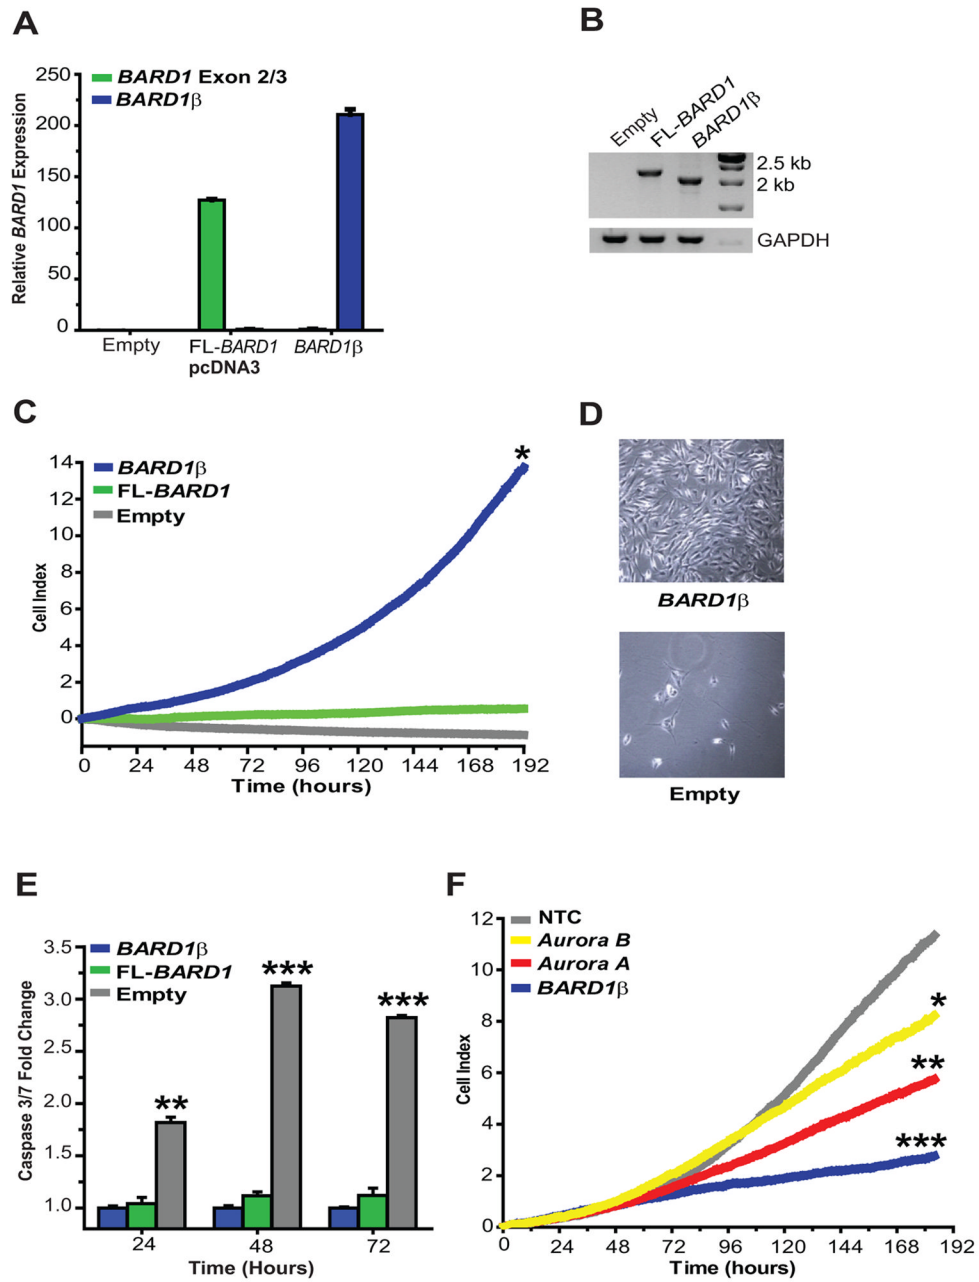 A
BARD1 Exon 2/3
BARD1β
Relative BARD1 Expression
250
200
150
100
50
0
Empty
FL-BARD1
BARD1β
pcDNA3
B
Empty
FL-BARD1
BARD1β
2.5 kb
2 kb
GAPDH
C
BARD1β
FL-BARD1
Empty
*
Cell Index
14
12
10
8
6
4
2
0
0 24 48 72 96 120 144 168 192
Time (hours)
D
BARD1β
Empty
E
BARD1β
FL-BARD1
Empty
Caspase 3/7 Fold Change
3.5
3.0
2.5
2.0
1.5
1.0
**
***
***
24 48 72
Time (Hours)
F
NTC
Aurora B
Aurora A
BARD1β
*
**
***
Cell Index
12
10
8
6
4
2
0
0 24 48 72 96 120 144 168 192
Time (hours)